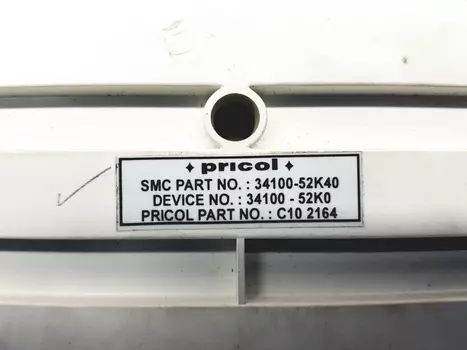 ✦ pricol ✦
SMC PART NO. : 34100-52K40
DEVICE NO. : 34100 - 52K0
PRICOL PART NO. : C10 2164